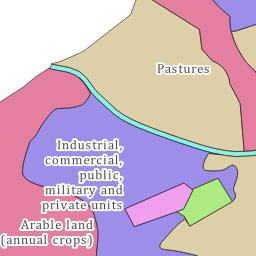 Pastures
Industrial,
commercial,
public,
military and
private units
Arable land
(annual crops)